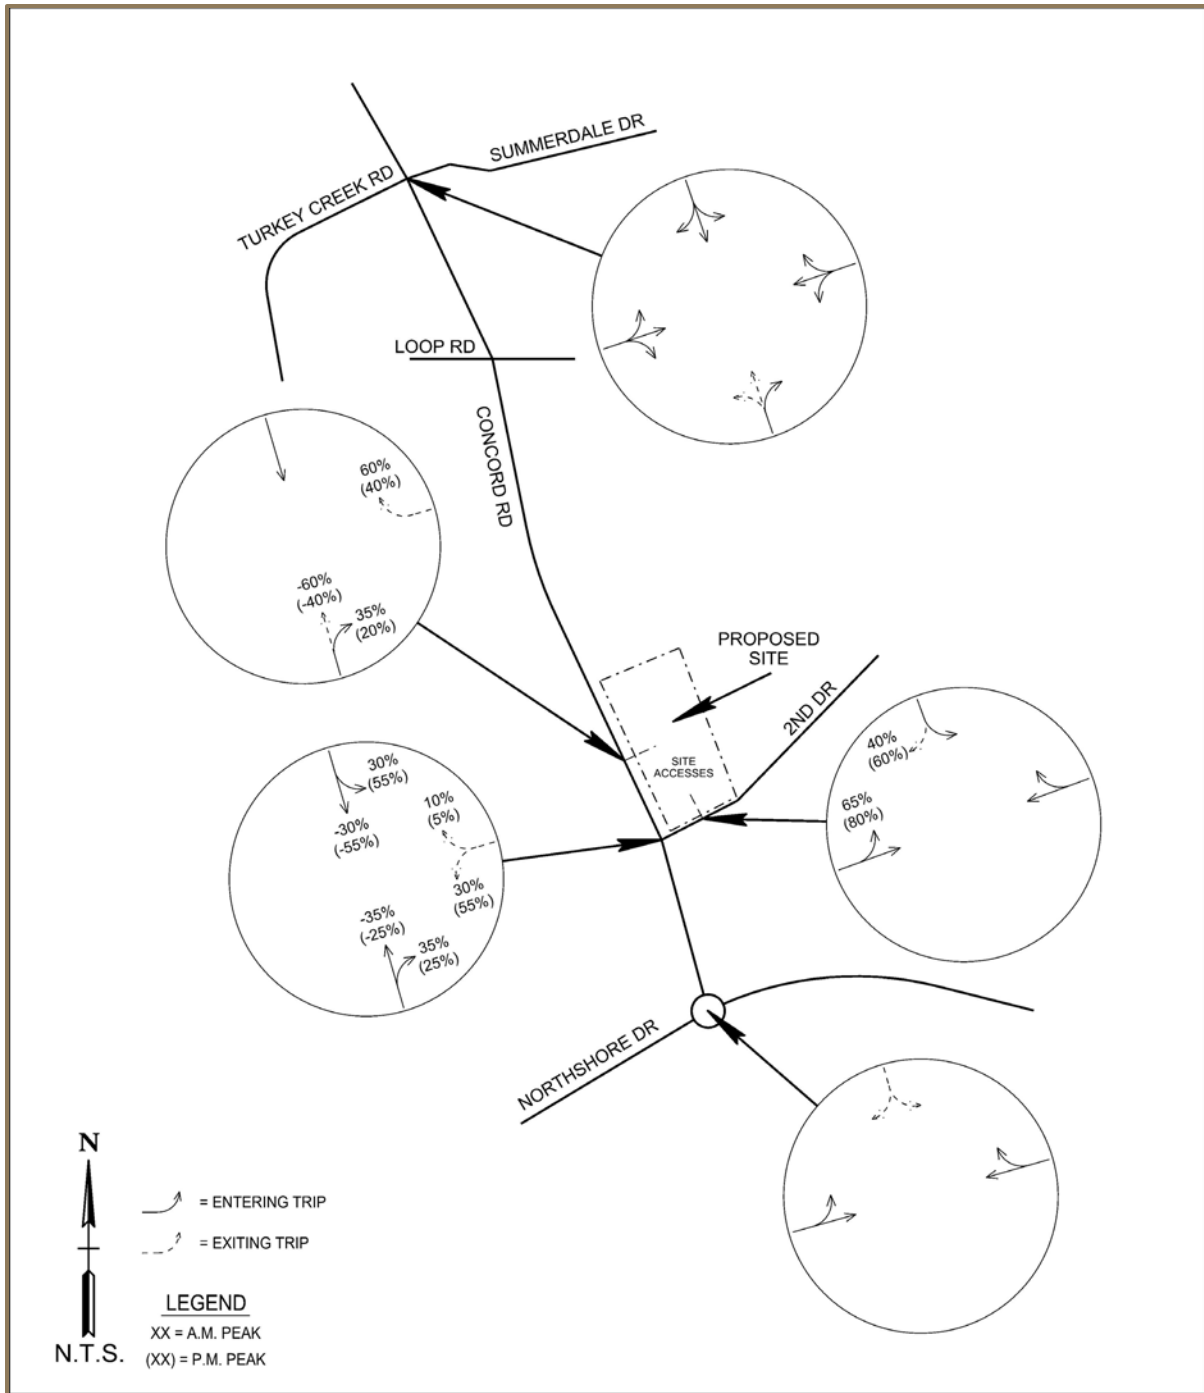 SUMMERDALE DR
TURKEY CREEK RD
LOOP RD
CONCORD RD
60%
(40%)
-60%
(-40%)
35%
(20%)
PROPOSED
SITE
2ND DR
SITE
ACCESSES
40%
(60%)
65%
(80%)
30%
(55%)
10%
(5%)
-30%
(-55%)
30%
(55%)
-35%
(-25%)
35%
(25%)
NORTHSHORE DR
N
N.T.S.
= ENTERING TRIP
= EXITING TRIP
LEGEND
XX = A.M. PEAK
(XX) = P.M. PEAK